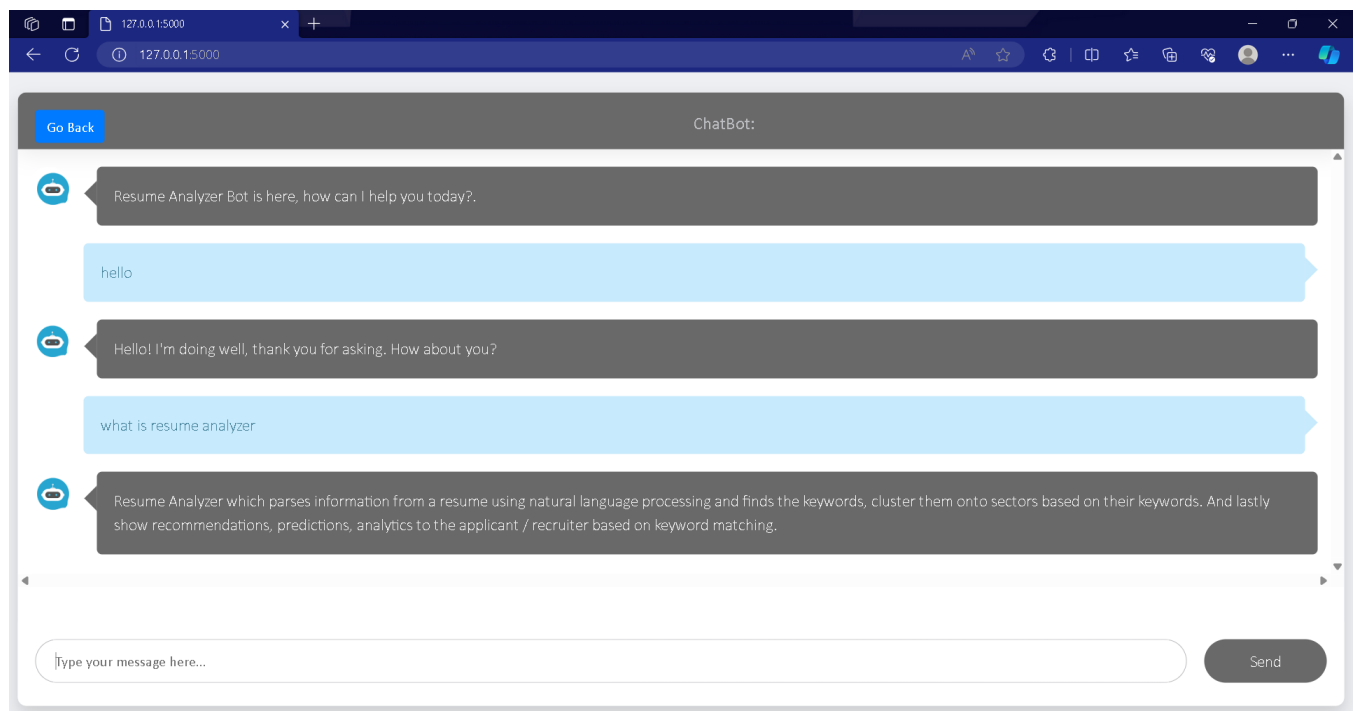 127.0.0.1:5000
127.0.0.1:5000
Go Back
ChatBot:
Resume Analyzer Bot is here, how can I help you today?.
hello
Hello! I'm doing well, thank you for asking. How about you?
what is resume analyzer
Resume Analyzer which parses information from a resume using natural language processing and finds the keywords, cluster them onto sectors based on their keywords. And lastly
show recommendations, predictions, analytics to the applicant / recruiter based on keyword matching.
Type your message here...
Send